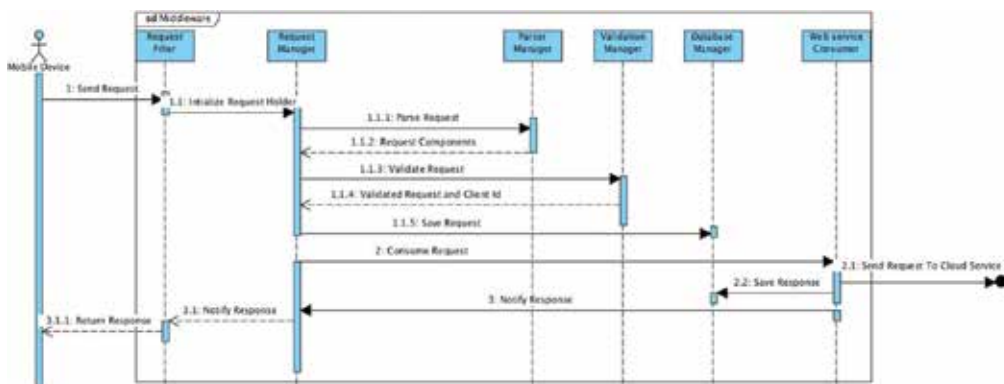 sd Middleware
Request
Filter
Request
Manager
Parser
Manager
Validation
Manager
Database
Manager
Web service
Consumer
Mobile Device
1: Send Request
1.1: Initialize Request Holder
1.1.1: Parse Request
1.1.2: Request Components
1.1.3: Validate Request
1.1.4: Validated Request and Client Id
1.1.5: Save Request
2: Consume Request
2.1: Send Request To Cloud Service
2.2: Save Response
3: Notify Response
3.1: Notify Response
3.1.1: Return Response